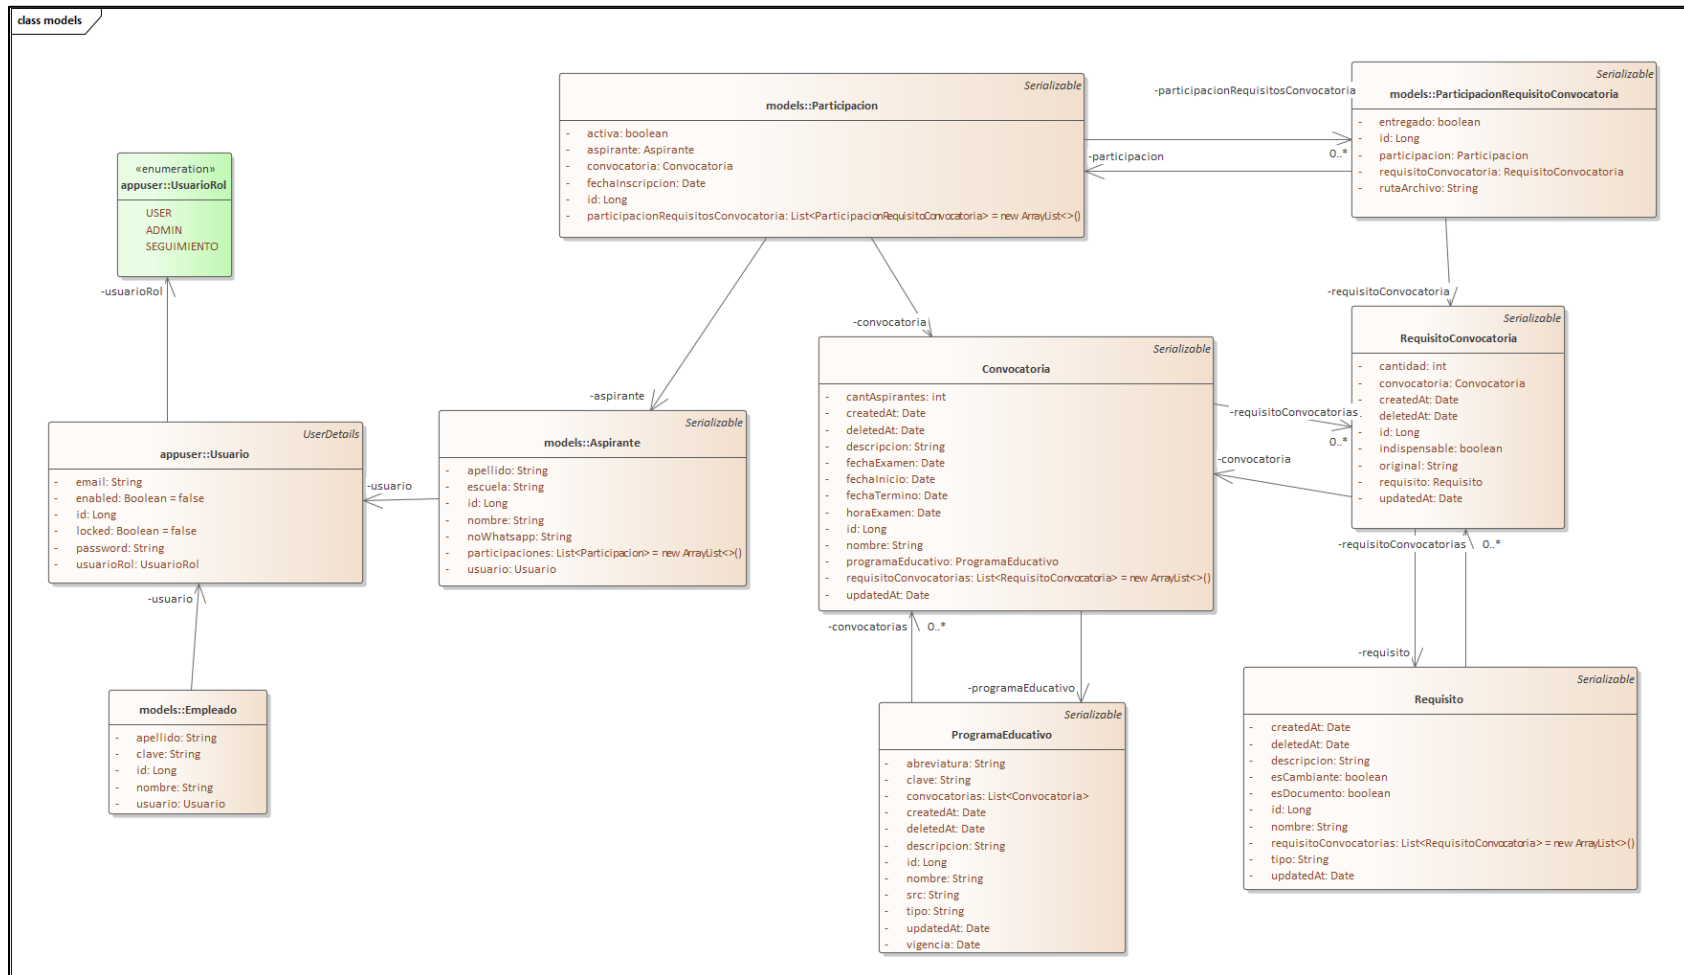 class models
Serializable
models::Participacion
- activa: boolean
- aspirante: Aspirante
- convocatoria: Convocatoria
- fechaInscripcion: Date
- id: Long
- participacionRequisitosConvocatoria: List<ParticipacionRequisitoConvocatoria> = new ArrayList<>()
-participacionRequisitosConvocatoria
0..*
-participacion
Serializable
models::ParticipacionRequisitoConvocatoria
- entregado: boolean
- id: Long
- participacion: Participacion
- requisitoConvocatoria: RequisitoConvocatoria
- rutaArchivo: String
«enumeration»
appuser::UsuarioRol
USER
ADMIN
SEGUIMIENTO
-usuarioRol
-requisitoConvocatoria
-convocatoria
-aspirante
Serializable
RequisitoConvocatoria
- cantidad: int
- convocatoria: Convocatoria
- createdAt: Date
- deletedAt: Date
- id: Long
- indispensable: boolean
- original: String
- requisito: Requisito
- updatedAt: Date
Serializable
Convocatoria
- cantAspirantes: int
- createdAt: Date
- deletedAt: Date
- descripcion: String
- fechaExamen: Date
- fechaInicio: Date
- fechaTermino: Date
- horaExamen: Date
- id: Long
- nombre: String
- programaEducativo: ProgramaEducativo
- requisitoConvocatorias: List<RequisitoConvocatoria> = new ArrayList<>()
- updatedAt: Date
-requisitoConvocatorias
0..*
-convocatoria
UserDetails
appuser::Usuario
- email: String
- enabled: Boolean = false
- id: Long
- locked: Boolean = false
- password: String
- usuarioRol: UsuarioRol
-usuario
Serializable
models::Aspirante
- apellido: String
- escuela: String
- id: Long
- nombre: String
- noWhatsapp: String
- participaciones: List<Participacion> = new ArrayList<>()
- usuario: Usuario
-usuario
-requisitoConvocatorias
0..*
-convocatorias
0..*
-requisito
-programaEducativo
models::Empleado
- apellido: String
- clave: String
- id: Long
- nombre: String
- usuario: Usuario
Serializable
ProgramaEducativo
- abreviatura: String
- clave: String
- convocatorias: List<Convocatoria>
- createdAt: Date
- deletedAt: Date
- descripcion: String
- id: Long
- nombre: String
- src: String
- tipo: String
- updatedAt: Date
- vigencia: Date
Serializable
Requisito
- createdAt: Date
- deletedAt: Date
- descripcion: String
- esCambiante: boolean
- esDocumento: boolean
- id: Long
- nombre: String
- requisitoConvocatorias: List<RequisitoConvocatoria> = new ArrayList<>()
- tipo: String
- updatedAt: Date